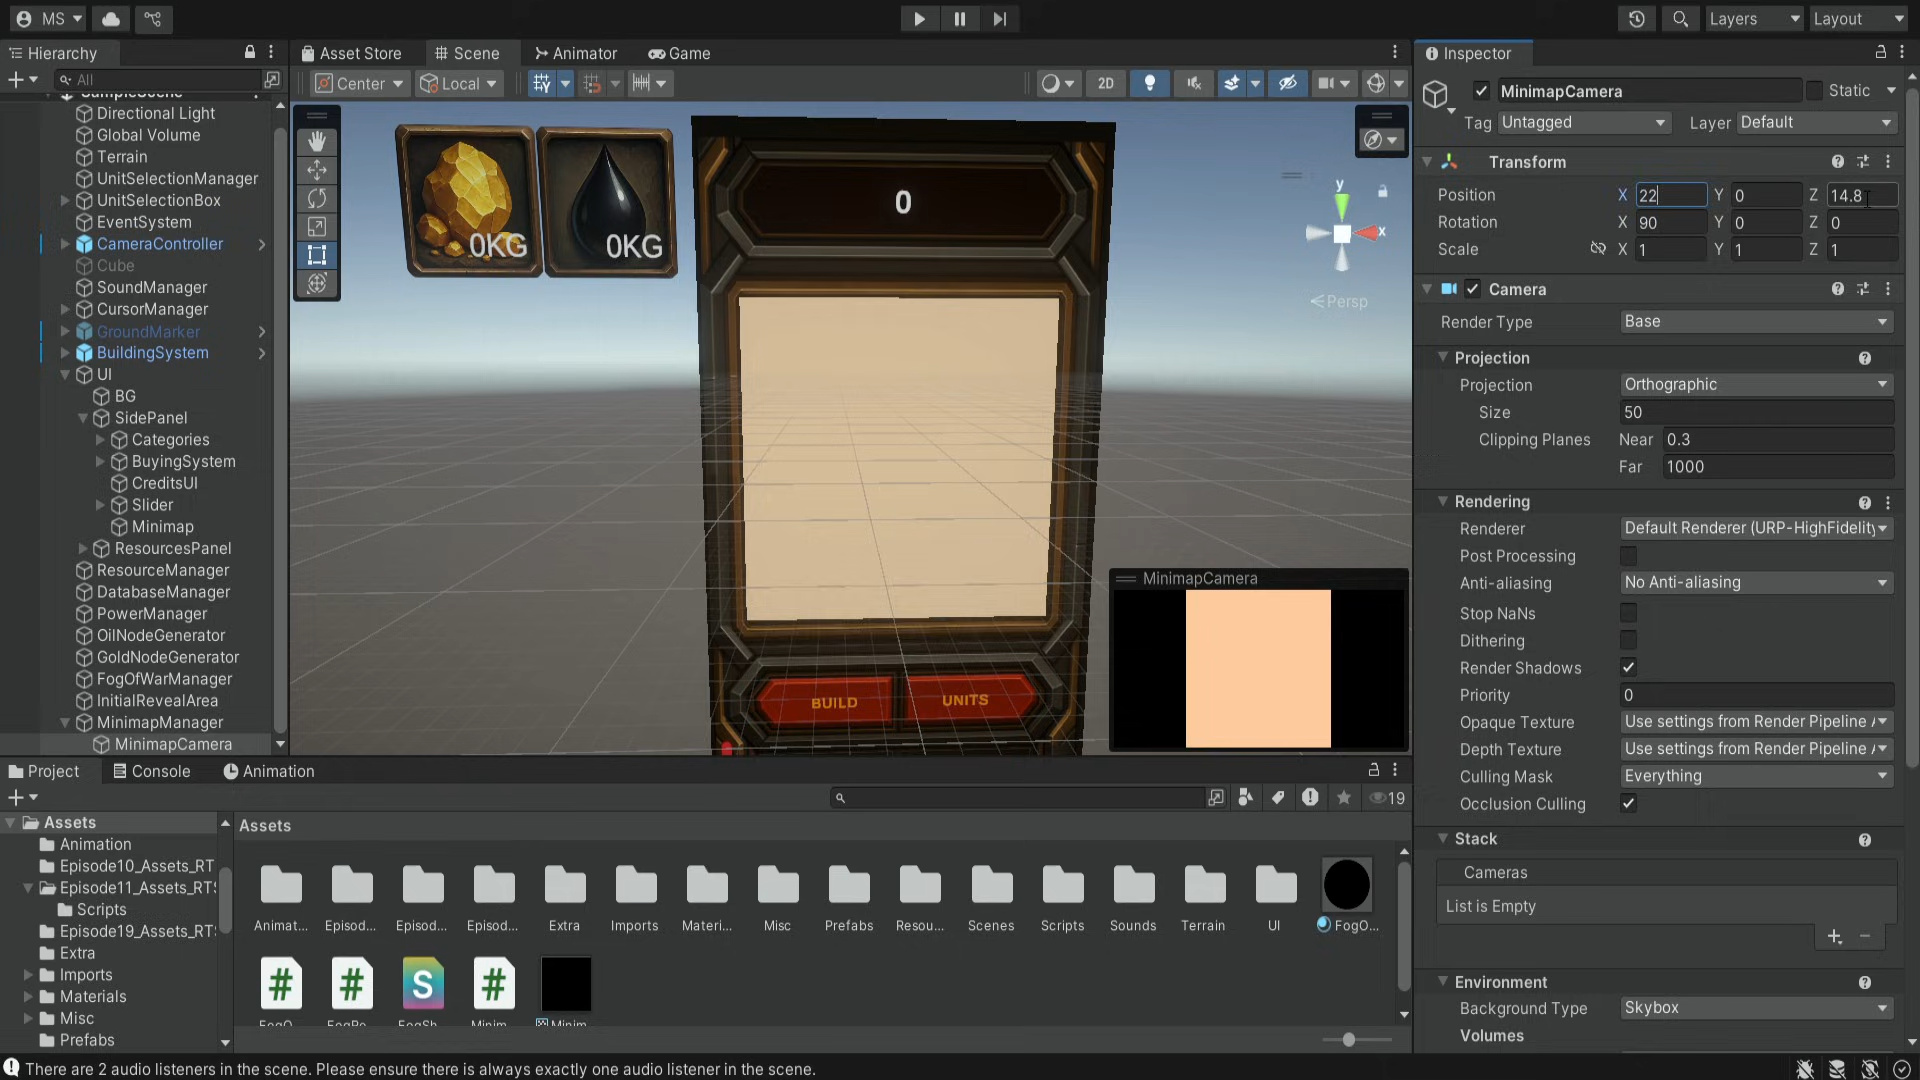 MS
Layers
Layout
Hierarchy
All
Directional Light
Global Volume
Terrain
UnitSelectionManager
UnitSelectionBox
EventSystem
CameraController
Cube
SoundManager
CursorManager
GroundMarker
BuildingSystem
UI
BG
SidePanel
Categories
BuyingSystem
CreditsUI
Slider
Minimap
ResourcesPanel
ResourceManager
DatabaseManager
PowerManager
OilNodeGenerator
GoldNodeGenerator
FogOfWarManager
InitialRevealArea
MinimapManager
MinimapCamera
Asset Store
Scene
Animator
Game
Center
Local
2D
0KG
0KG
0
BUILD
UNITS
y
x
Persp
MinimapCamera
Inspector
MinimapCamera
Static
Tag Untagged Layer Default
Transform
Position X 22 Y 0 Z 14.8
Rotation X 90 Y 0 Z 0
Scale X 1 Y 1 Z 1
Camera
Render Type Base
Projection
Projection Orthographic
Size 50
Clipping Planes Near 0.3
Far 1000
Rendering
Renderer Default Renderer (URP-HighFidelity
Post Processing
Anti-aliasing No Anti-aliasing
Stop NaNs
Dithering
Render Shadows
Priority 0
Opaque Texture Use settings from Render Pipeline
Depth Texture Use settings from Render Pipeline
Culling Mask Everything
Occlusion Culling
Stack
Cameras
List is Empty
Environment
Background Type Skybox
Volumes
Project
Console
Animation
19
Assets
Animation
Episode10_Assets_RT
Episode11_Assets_RT
Scripts
Episode19_Assets_RT
Extra
Imports
Materials
Misc
Prefabs
Assets
Animat...
Episod...
Episod...
Episod...
Extra
Imports
Materi...
Misc
Prefabs
Resou...
Scenes
Scripts
Sounds
Terrain
UI
FogO...
There are 2 audio listeners in the scene. Please ensure there is always exactly one audio listener in the scene.